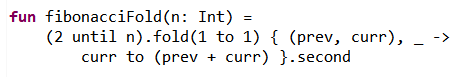 fun fibonacciFold(n: Int) =
    (2 until n).fold(1 to 1) { (prev, curr), _ ->
        curr to (prev + curr) }.second